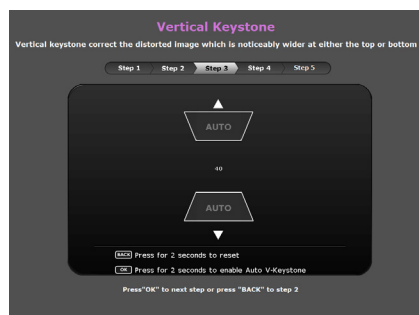 Vertical Keystone
Vertical keystone correct the distorted image which is noticeably wider at either the top or bottom
Step 1 Step 2 Step 3 Step 4 Step 5
AUTO
40
AUTO
BACK Press for 2 seconds to reset
OK Press for 2 seconds to enable Auto V-Keystone
Press"OK" to next step or press "BACK" to step 2